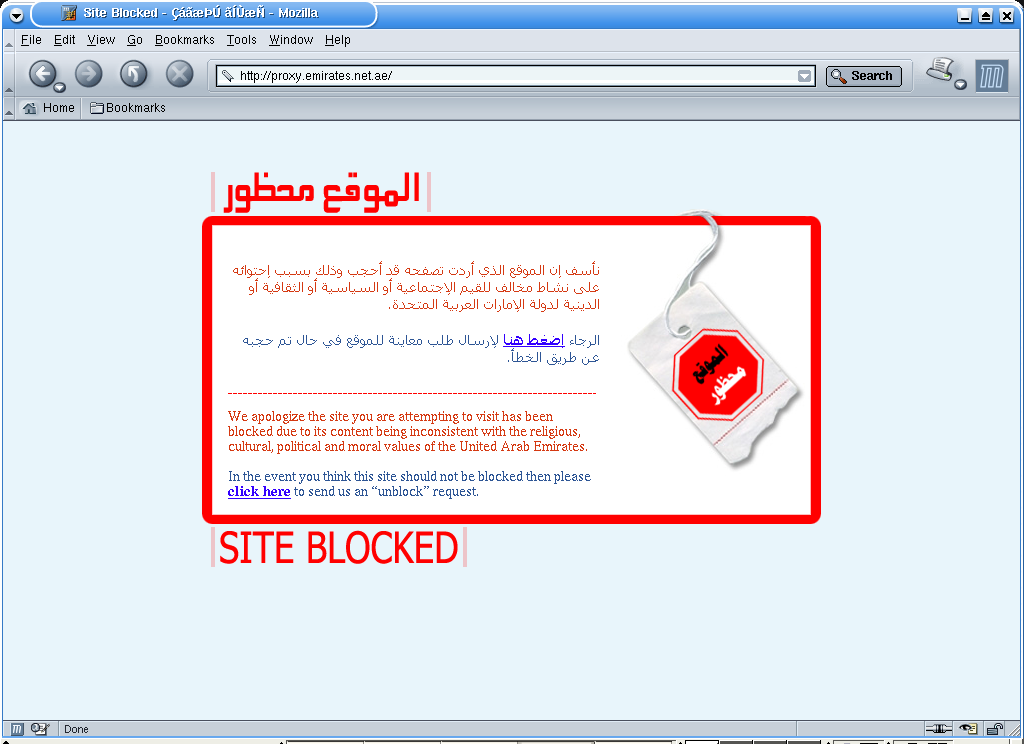 Site Blocked - ÇáãæÞÚ ãÍÙæÑ - Mozilla
File Edit View Go Bookmarks Tools Window Help
http://proxy.emirates.net.ae/
Search
Home Bookmarks
الموقع محظور
نأسف إن الموقع الذي أردت تصفحه قد أحجب وذلك بسبب إحتوائه
على نشاط مخالف للقيم الإجتماعية أو السياسية أو الثقافية أو
الدينية لدولة الإمارات العربية المتحدة.
الرجاء إضغط هنا لإرسال طلب معاينة للموقع في حال تم حجبه
عن طريق الخطأ.
الموقع
محظور
We apologize the site you are attempting to visit has been
blocked due to its content being inconsistent with the religious,
cultural, political and moral values of the United Arab Emirates.
In the event you think this site should not be blocked then please
click here to send us an “unblock” request.
SITE BLOCKED
Done